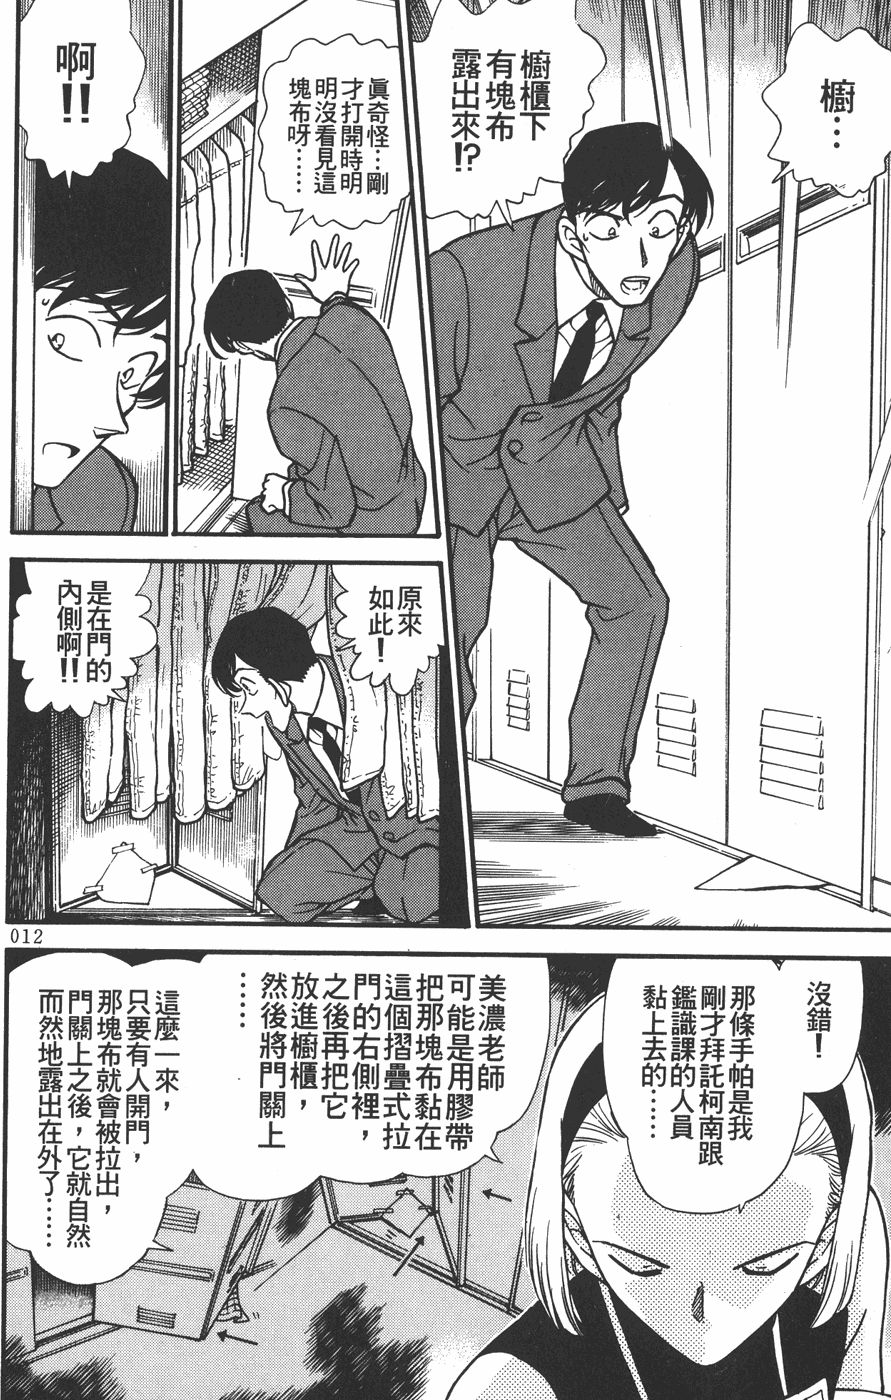 櫥…
櫥櫃下
有塊布
露出來!?
眞奇怪…剛
才打開時明
明沒看見這
塊布呀……
啊!!
原來
如此！
是在門的
內側啊!!
012
沒錯！
那條手帕是我
剛才拜託柯南跟
鑑識課的人員
黏上去的……
美濃老師
可能是用膠帶
把那塊布黏在
這個摺疊式拉
門的右側裡，
之後再把它
放進櫥櫃，
然後將門關上
……
這麼一來，
只要有人開門，
那塊布就會被拉出，
門關上之後，它就自然
而然地露出在外了……